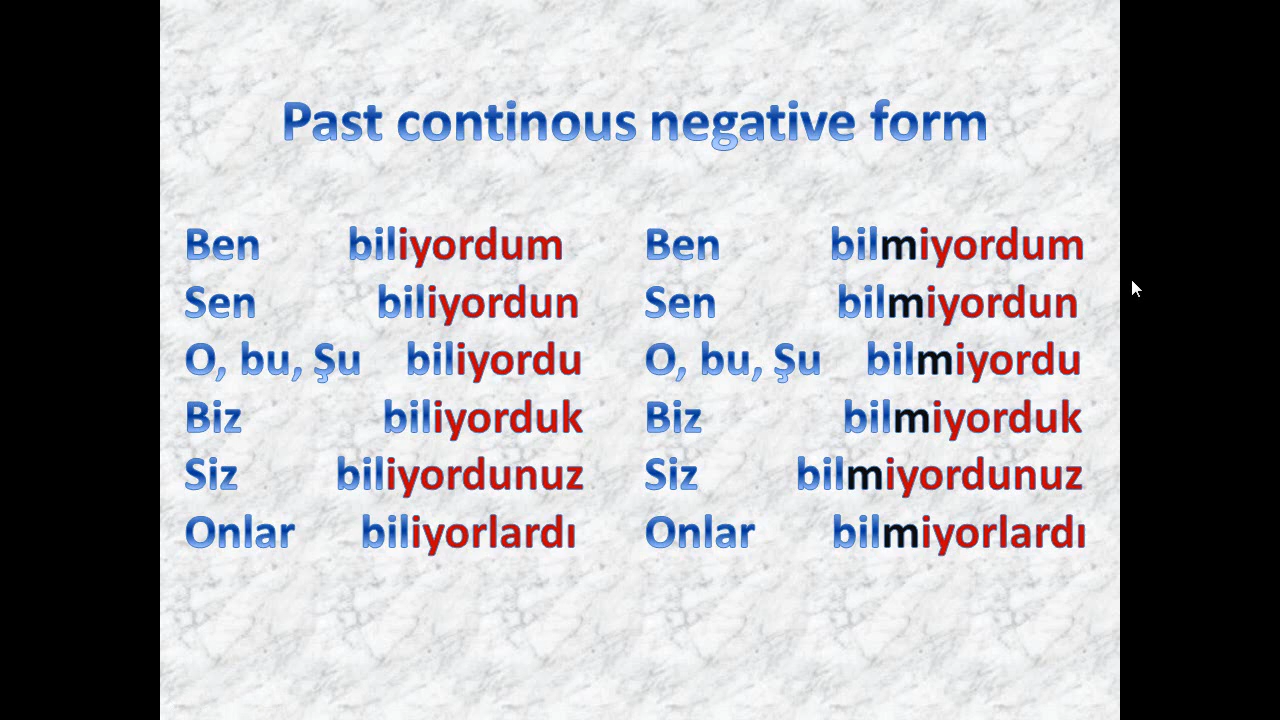 Past continous negative form
Ben biliyordum Ben bilmiyordum
Sen biliyordun Sen bilmiyordun
O, bu, Şu biliyordu O, bu, Şu bilmiyordu
Biz biliyorduk Biz bilmiyorduk
Siz biliyordunuz Siz bilmiyordunuz
Onlar biliyorlardı Onlar bilmiyorlardı